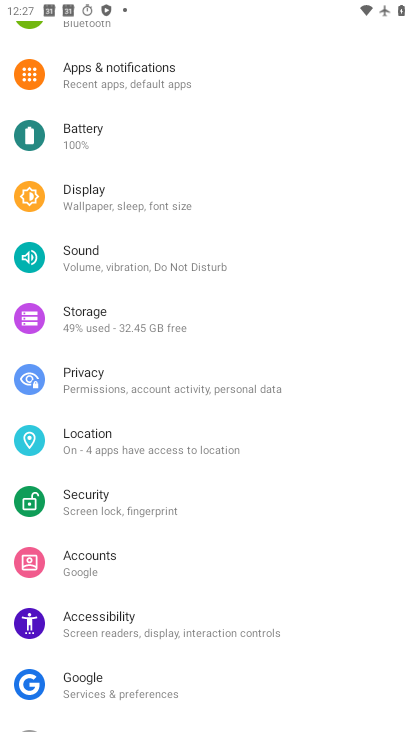 12:27
31 31
Bluetooth
Apps & notifications
Recent apps, default apps
Battery
100%
Display
Wallpaper, sleep, font size
Sound
Volume, vibration, Do Not Disturb
Storage
49% used - 32.45 GB free
Privacy
Permissions, account activity, personal data
Location
On - 4 apps have access to location
Security
Screen lock, fingerprint
Accounts
Google
Accessibility
Screen readers, display, interaction controls
G
Google
Services & preferences